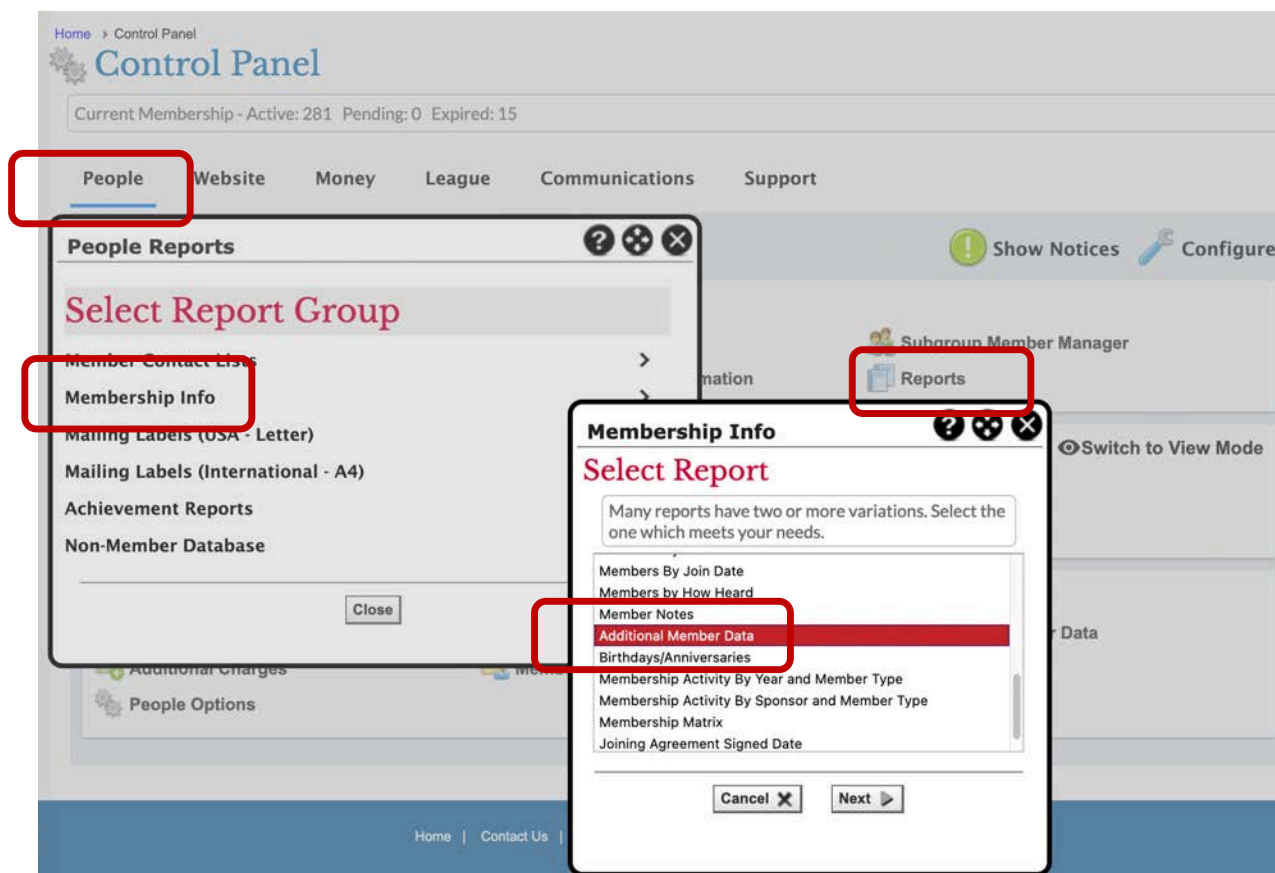 Home > Control Panel
Control Panel
Current Membership - Active: 281 Pending: 0 Expired: 15
People Website Money League Communications Support
Show Notices Configure
People Reports
Select Report Group
Member Contact Lists
Membership Info
Mailing Labels (USA - Letter)
Mailing Labels (International - A4)
Achievement Reports
Non-Member Database
Close
Subgroup Member Manager
Reports
Switch to View Mode
Membership Info
Select Report
Many reports have two or more variations. Select the
one which meets your needs.
Members By Join Date
Members by How Heard
Member Notes
Additional Member Data
Birthdays/Anniversaries
Membership Activity By Year and Member Type
Membership Activity By Sponsor and Member Type
Membership Matrix
Joining Agreement Signed Date
Cancel Next
Data
Additional Charges
People Options
Home | Contact Us |